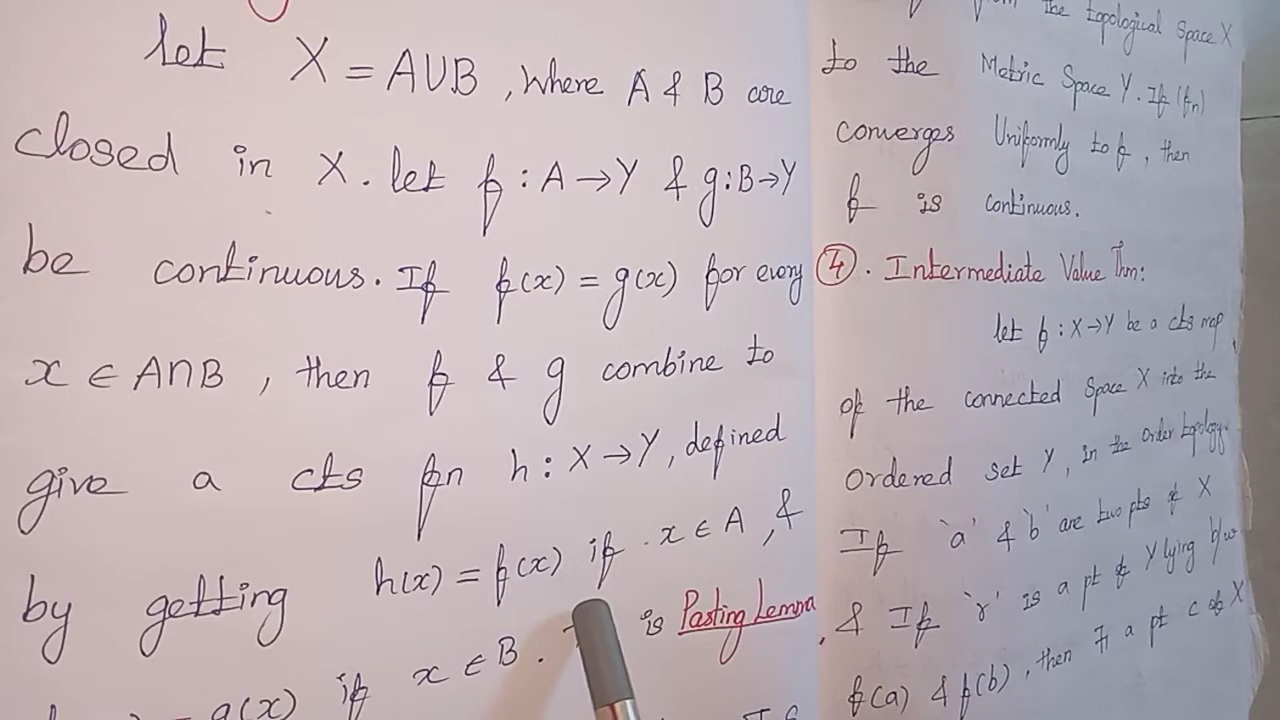 let X = A∪B, where A & B are
closed in X. let f : A → Y & g : B → Y
be continuous. If f(x) = g(x) for every
x ∈ A∩B, then f & g combine to
give a cts fn h : X → Y, defined
by getting h(x) = f(x) if x ∈ A, &
g(x) if x ∈ B. is Pasting Lemma
the topological space X
to the Metric Space Y. If (fn)
converges Uniformly to f, then
f is continuous.
④. Intermediate Value Thm:
let f : X → Y be a cts map
of the connected Space X into the
Ordered set Y, in the order topology.
If 'a' & 'b' are two pts of X
& If 'r' is a pt of Y lying b/w
f(a) & f(b), then ∃ a pt c of X